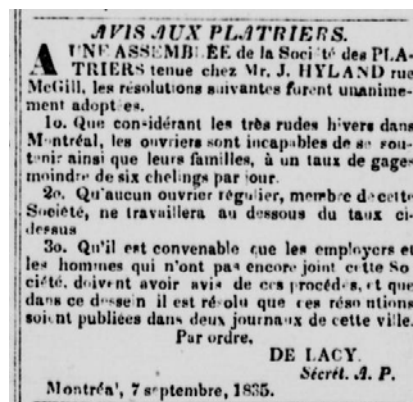 AVIS AUX PLATRIERS.
A UNE ASSEMBLÉE de la Société des PLA-
TRIERS tenue chez Mr. J. HYLAND rue
McGill, les résolutions suivantes furent unanime-
ment adoptées.
1o. Que considérant les très rudes hivers dans
Montréal, les ouvriers sont incapables de se sou-
tenir ainsi que leurs familles, à un taux de gages
moindre de six chelings par jour.
2o. Qu'aucun ouvrier régulier, membre de cette
Société, ne travaillera au dessous du taux ci-
dessus
3o. Qu'il est convenable que les employers et
les hommes qui n'ont pas encore joint cette So
ciété, doivent avoir avis de ces procédés, et que
dans ce dessein il est résolu que ces résolutions
soient publiées dans deux journaux de cette ville.
Par ordre.
DE LACY.
Sécrét. A. P.
Montréal, 7 septembre, 1835.